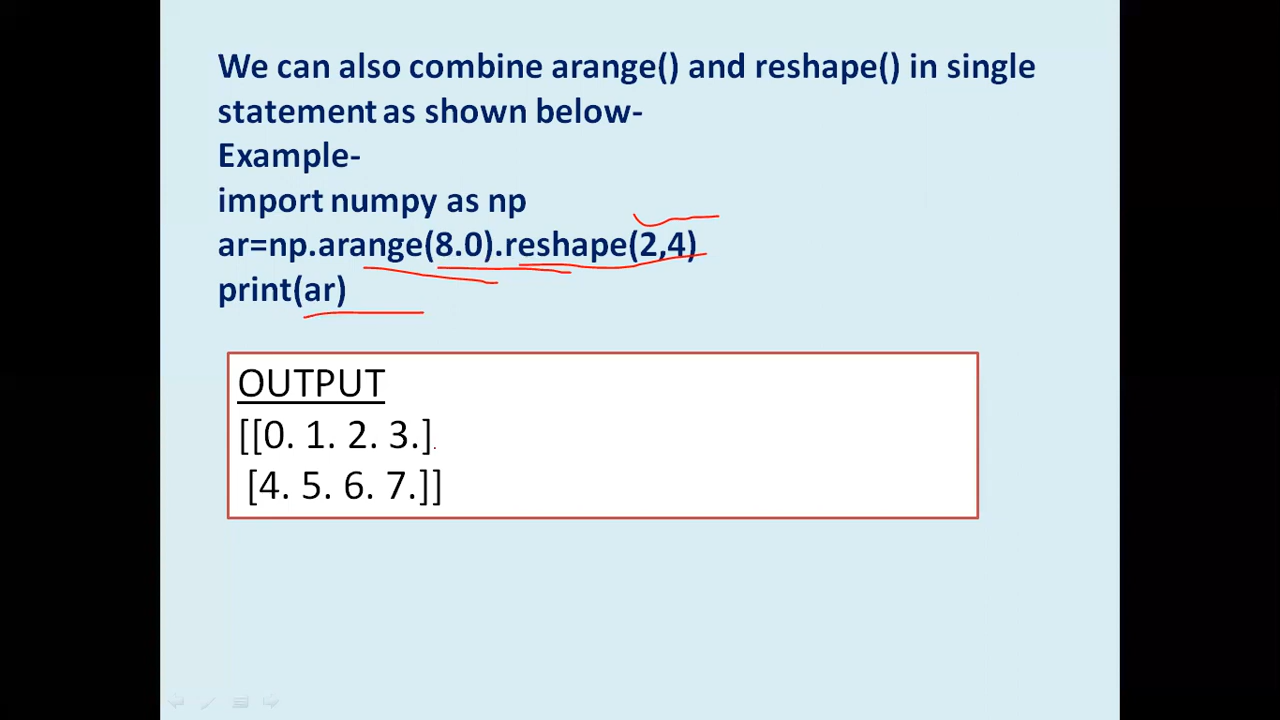 We can also combine arange() and reshape() in single
statement as shown below-
Example-
import numpy as np
ar=np.arange(8.0).reshape(2,4)
print(ar)
OUTPUT
[[0. 1. 2. 3.]
[4. 5. 6. 7.]]